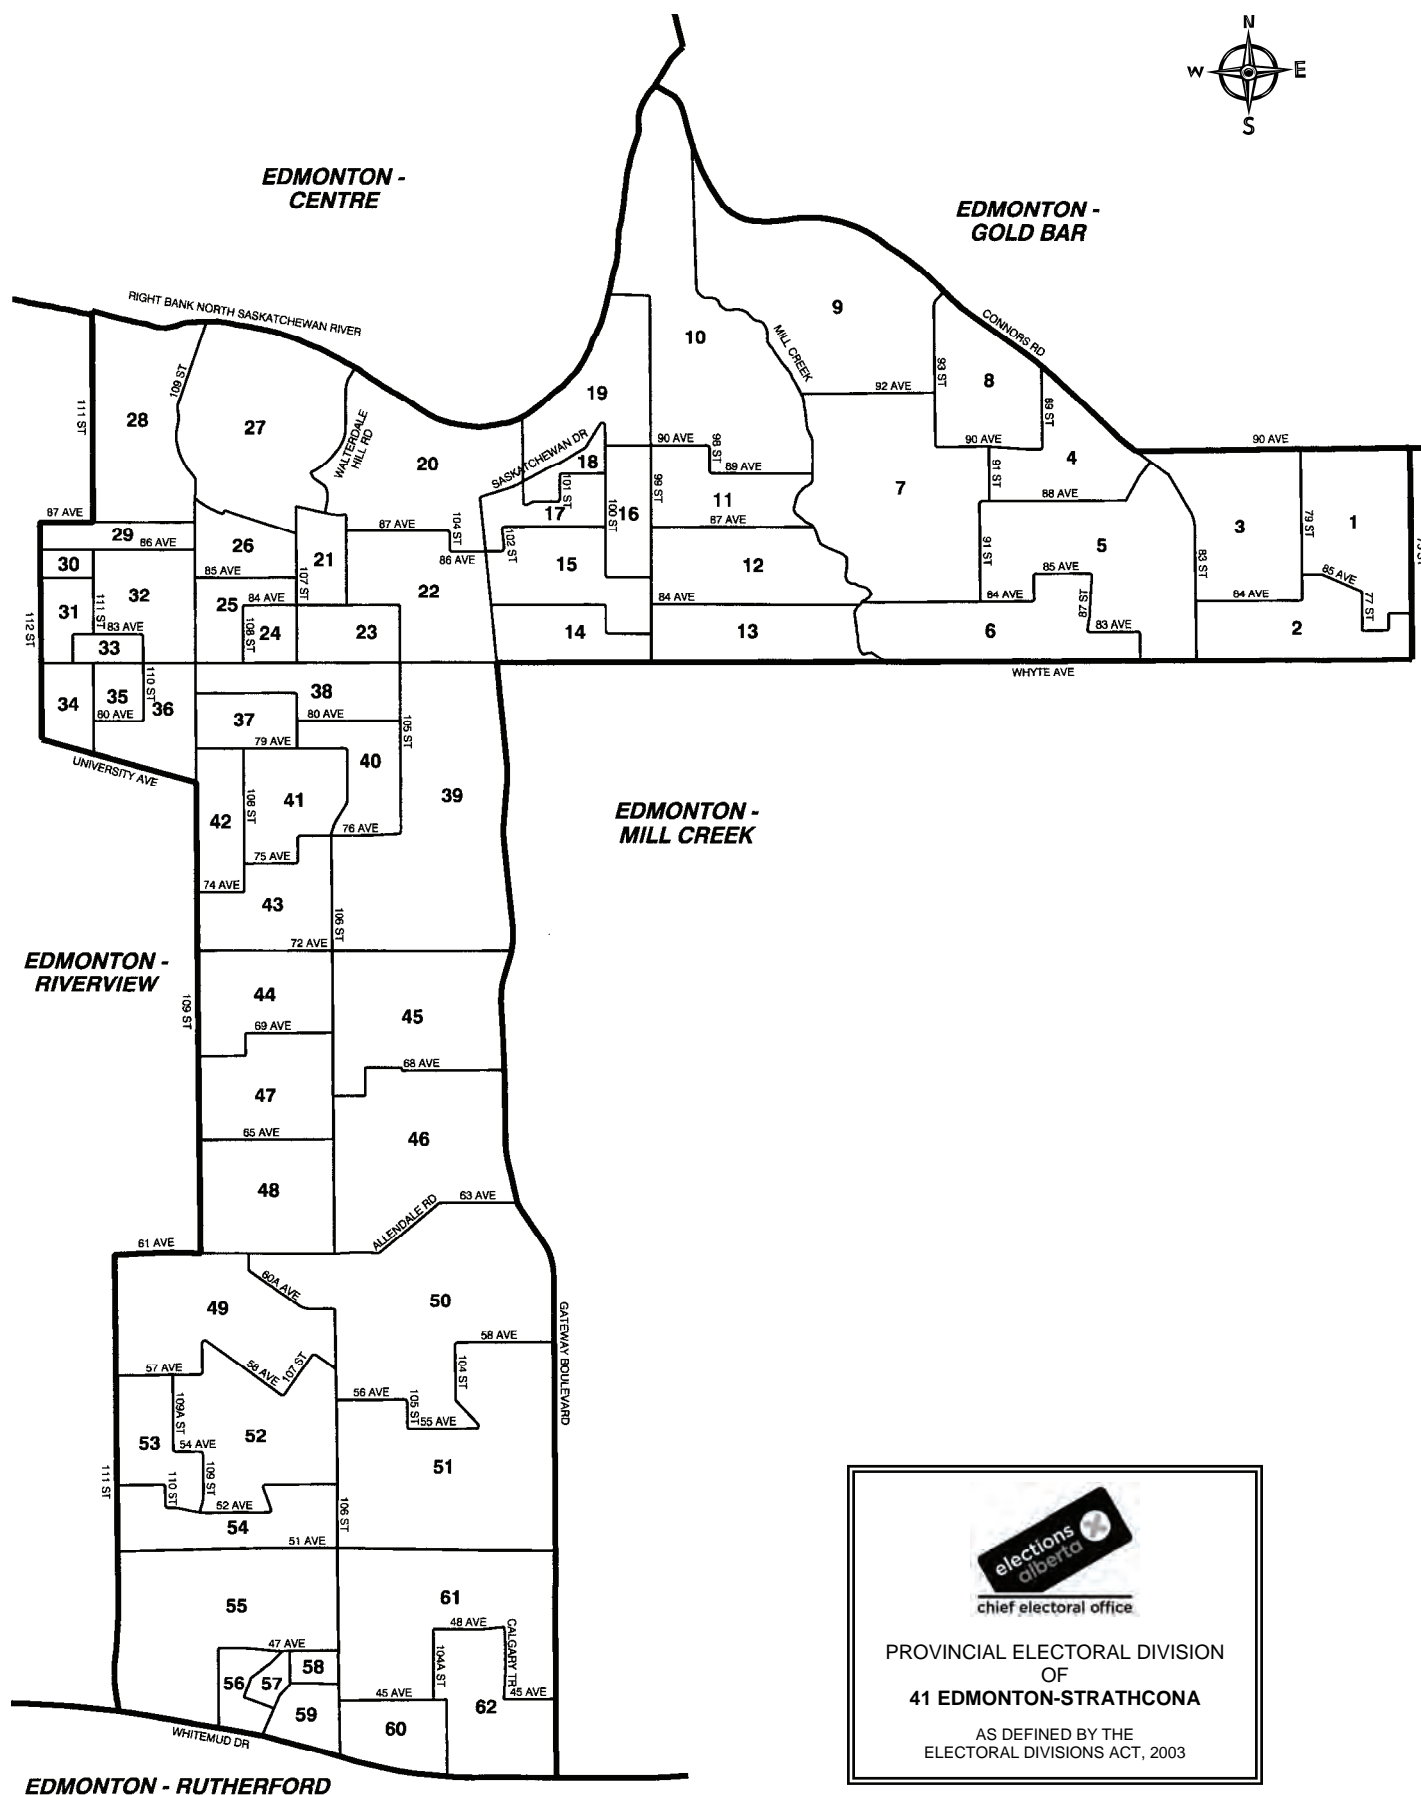 N
W
E
S
EDMONTON -
CENTRE
EDMONTON -
GOLD BAR
RIGHT BANK NORTH SASKATCHEWAN RIVER
CONNORS RD
MILL CREEK
9
10
109 ST
93 ST
8
92 AVE
19
111 ST
28
27
WALTERDALE
HILL RD
89 ST
20
SASKATCHEWAN DR
90 AVE
98 ST
90 AVE
90 AVE
18
89 AVE
91 ST
4
7
101 ST
99 ST
88 AVE
17
16
100 ST
11
87 AVE
87 AVE
104 ST
102 ST
87 AVE
3
79 ST
1
29
86 AVE
26
21
86 AVE
91 ST
5
83 ST
30
85 AVE
107 ST
15
12
85 AVE
85 AVE
77 ST
32
22
31
111 ST
25
84 AVE
84 AVE
84 AVE
87 ST
84 AVE
112 ST
83 AVE
108 ST
24
23
14
13
6
83 AVE
2
33
WHYTE AVE
34
35
110 ST
36
38
80 AVE
37
80 AVE
105 ST
79 AVE
40
UNIVERSITY AVE
39
108 ST
41
42
EDMONTON -
MILL CREEK
76 AVE
75 AVE
74 AVE
43
106 ST
72 AVE
EDMONTON -
RIVERVIEW
109 ST
44
45
69 AVE
68 AVE
47
65 AVE
46
48
ALLENDALE RD
63 AVE
61 AVE
60A AVE
49
50
GATEWAY BOULEVARD
58 AVE
57 AVE
58 AVE
107 ST
104 ST
56 AVE
105 ST
55 AVE
109A ST
53
54 AVE
52
51
111 ST
110 ST
109 ST
52 AVE
106 ST
54
51 AVE
55
61
48 AVE
CALGARY TR
47 AVE
104A ST
56
57
58
45 AVE
45 AVE
59
60
62
WHITEMUD DR
EDMONTON - RUTHERFORD
elections
alberta
chief electoral office
PROVINCIAL ELECTORAL DIVISION
OF
41 EDMONTON-STRATHCONA
AS DEFINED BY THE
ELECTORAL DIVISIONS ACT, 2003